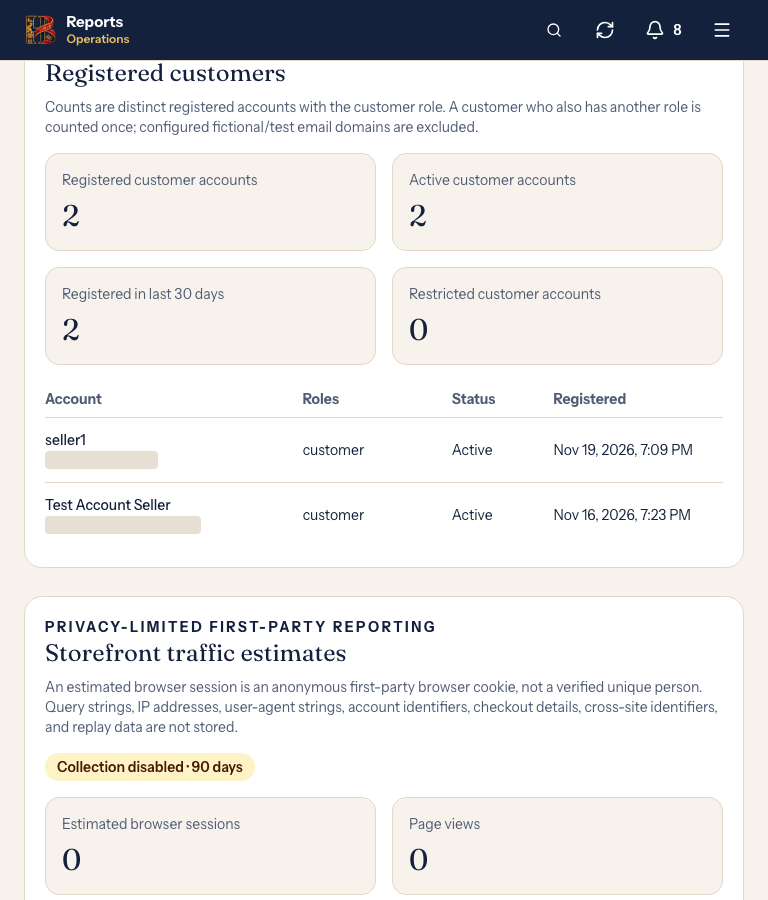 Reports
Operations
8
Registered customers
Counts are distinct registered accounts with the customer role. A customer who also has another role is
counted once; configured fictional/test email domains are excluded.
Registered customer accounts
2
Active customer accounts
2
Registered in last 30 days
2
Restricted customer accounts
0
Account Roles Status Registered
seller1
customer Active Nov 19, 2026, 7:09 PM
Test Account Seller
customer Active Nov 16, 2026, 7:23 PM
PRIVACY-LIMITED FIRST-PARTY REPORTING
Storefront traffic estimates
An estimated browser session is an anonymous first-party browser cookie, not a verified unique person.
Query strings, IP addresses, user-agent strings, account identifiers, checkout details, cross-site identifiers,
and replay data are not stored.
Collection disabled · 90 days
Estimated browser sessions
0
Page views
0